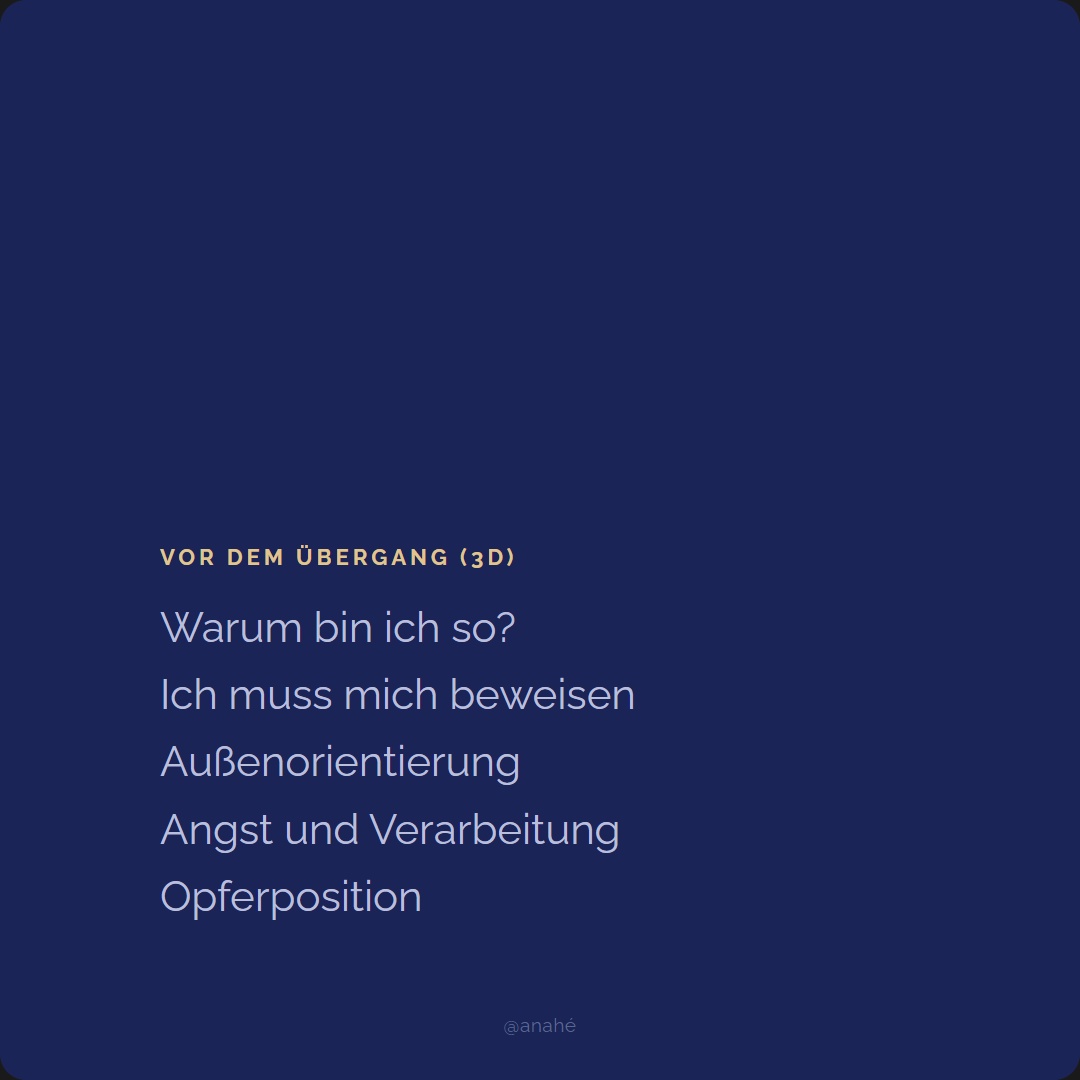 VOR DEM ÜBERGANG (3D)
Warum bin ich so?
Ich muss mich beweisen
Außenorientierung
Angst und Verarbeitung
Opferposition
@anahé